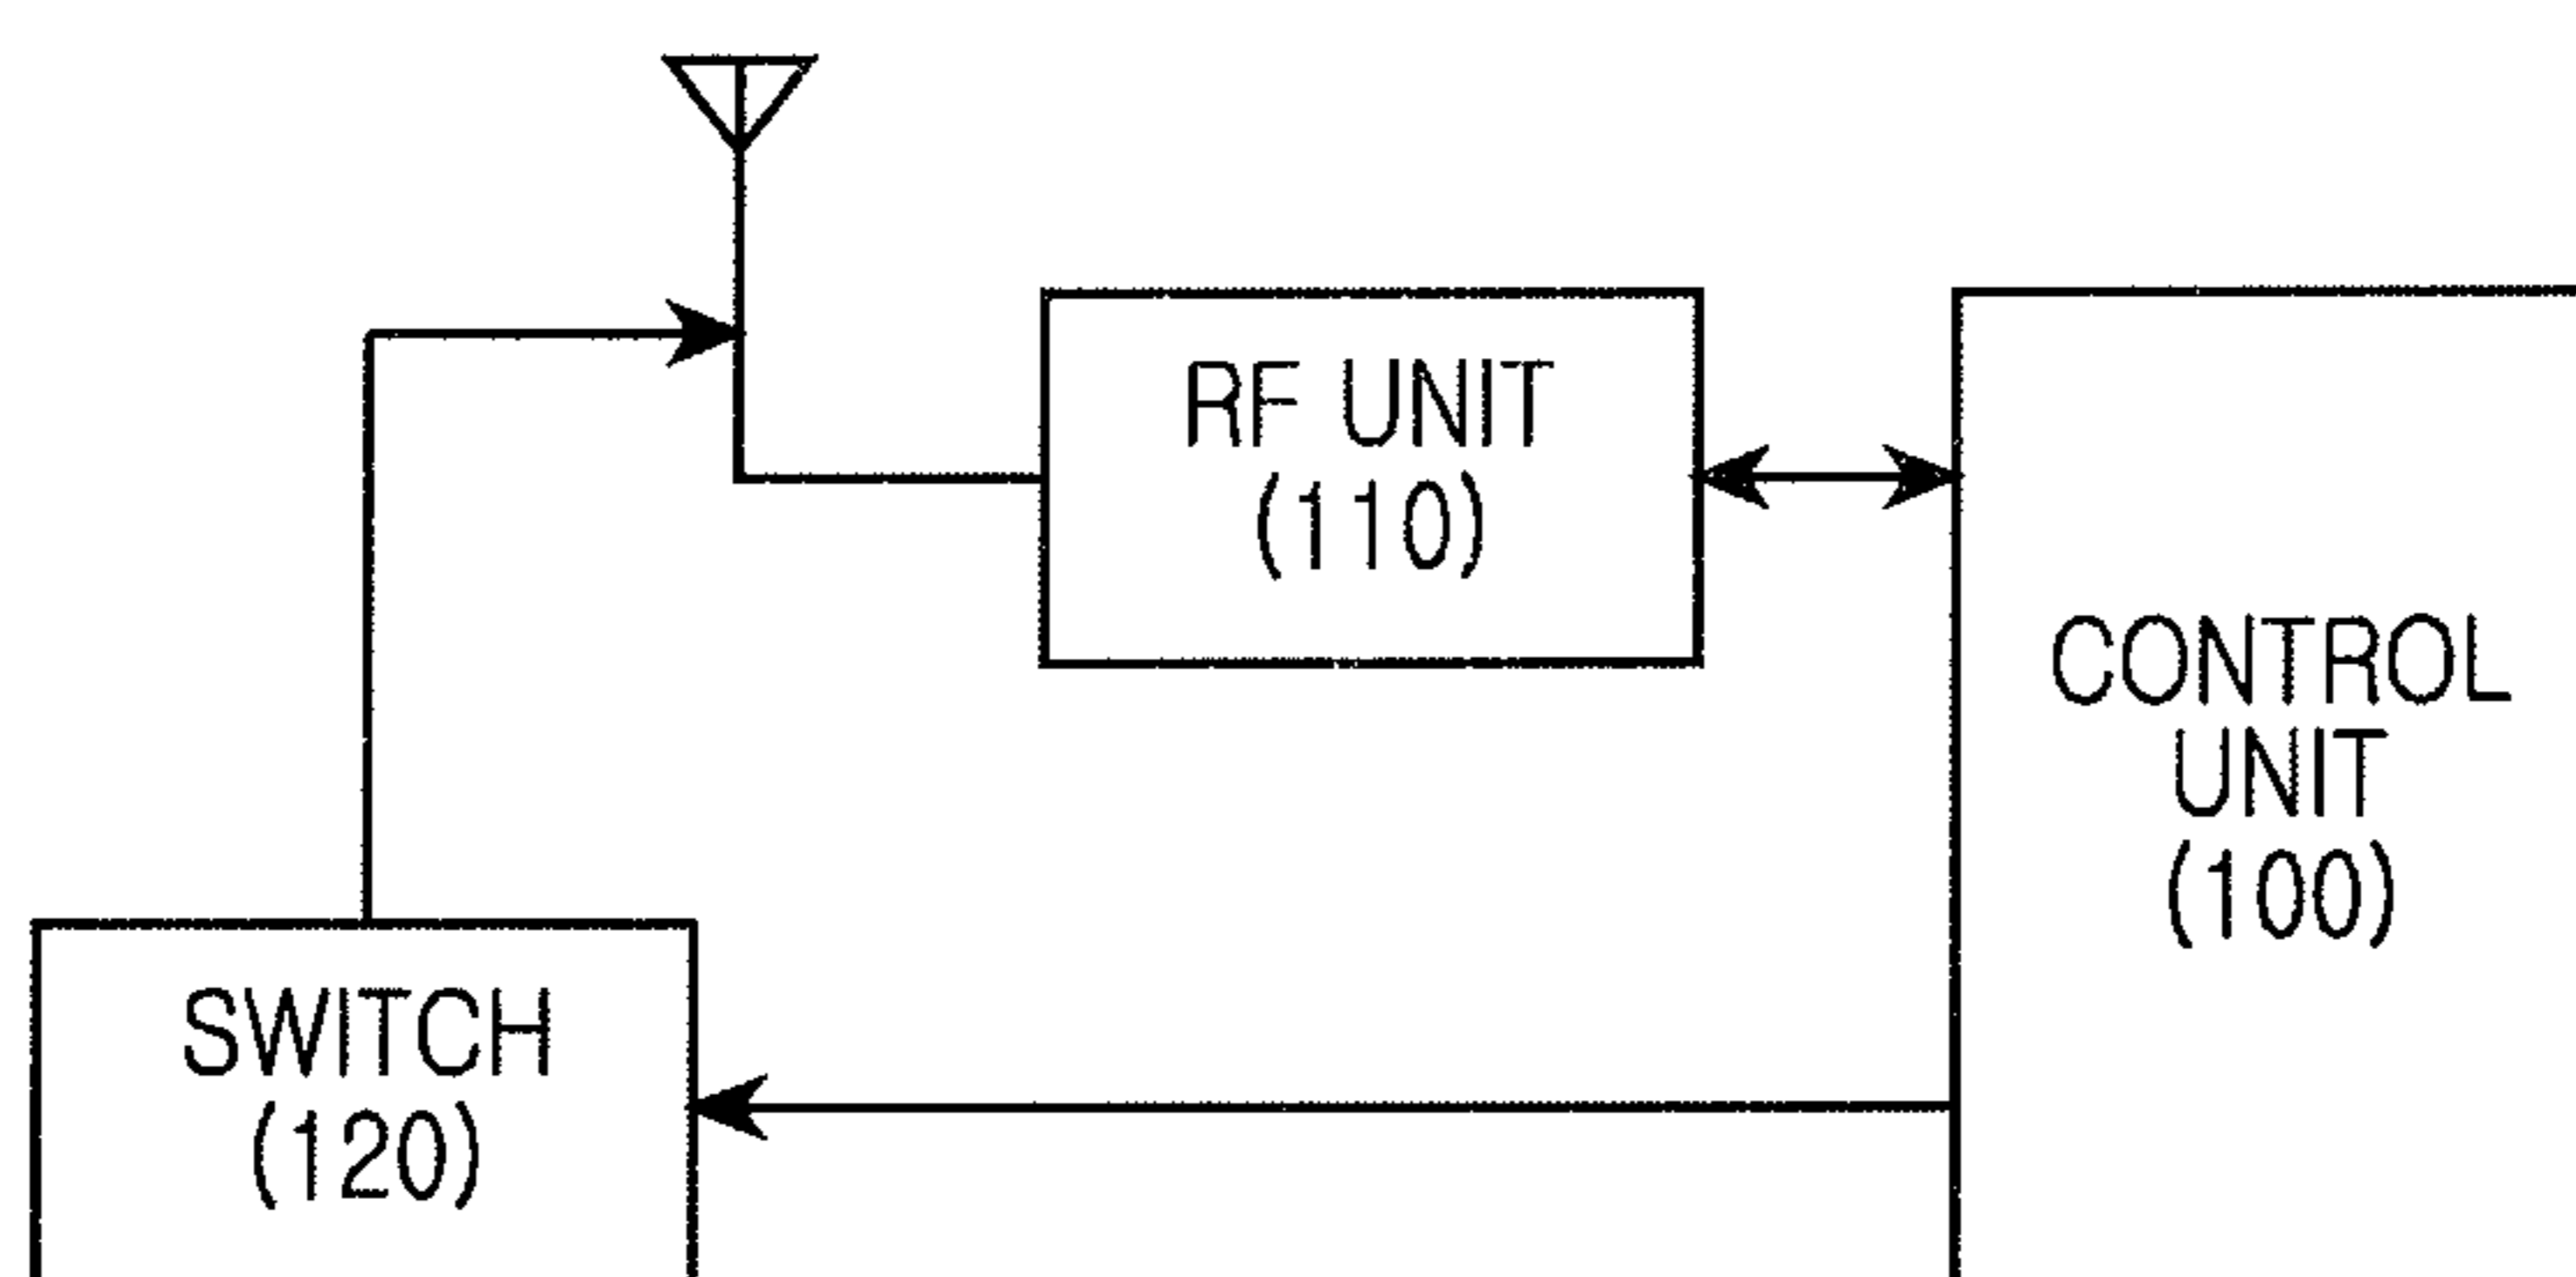 RF UNIT
(110)
CONTROL
UNIT
(100)
SWITCH
(120)